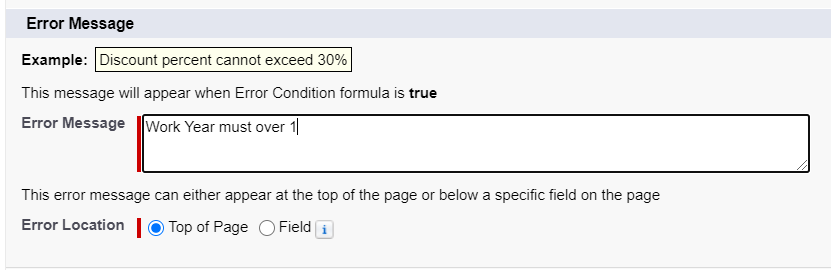 Error Message
Example: Discount percent cannot exceed 30%
This message will appear when Error Condition formula is true
Error Message Work Year must over 1
This error message can either appear at the top of the page or below a specific field on the page
Error Location Top of Page Field i